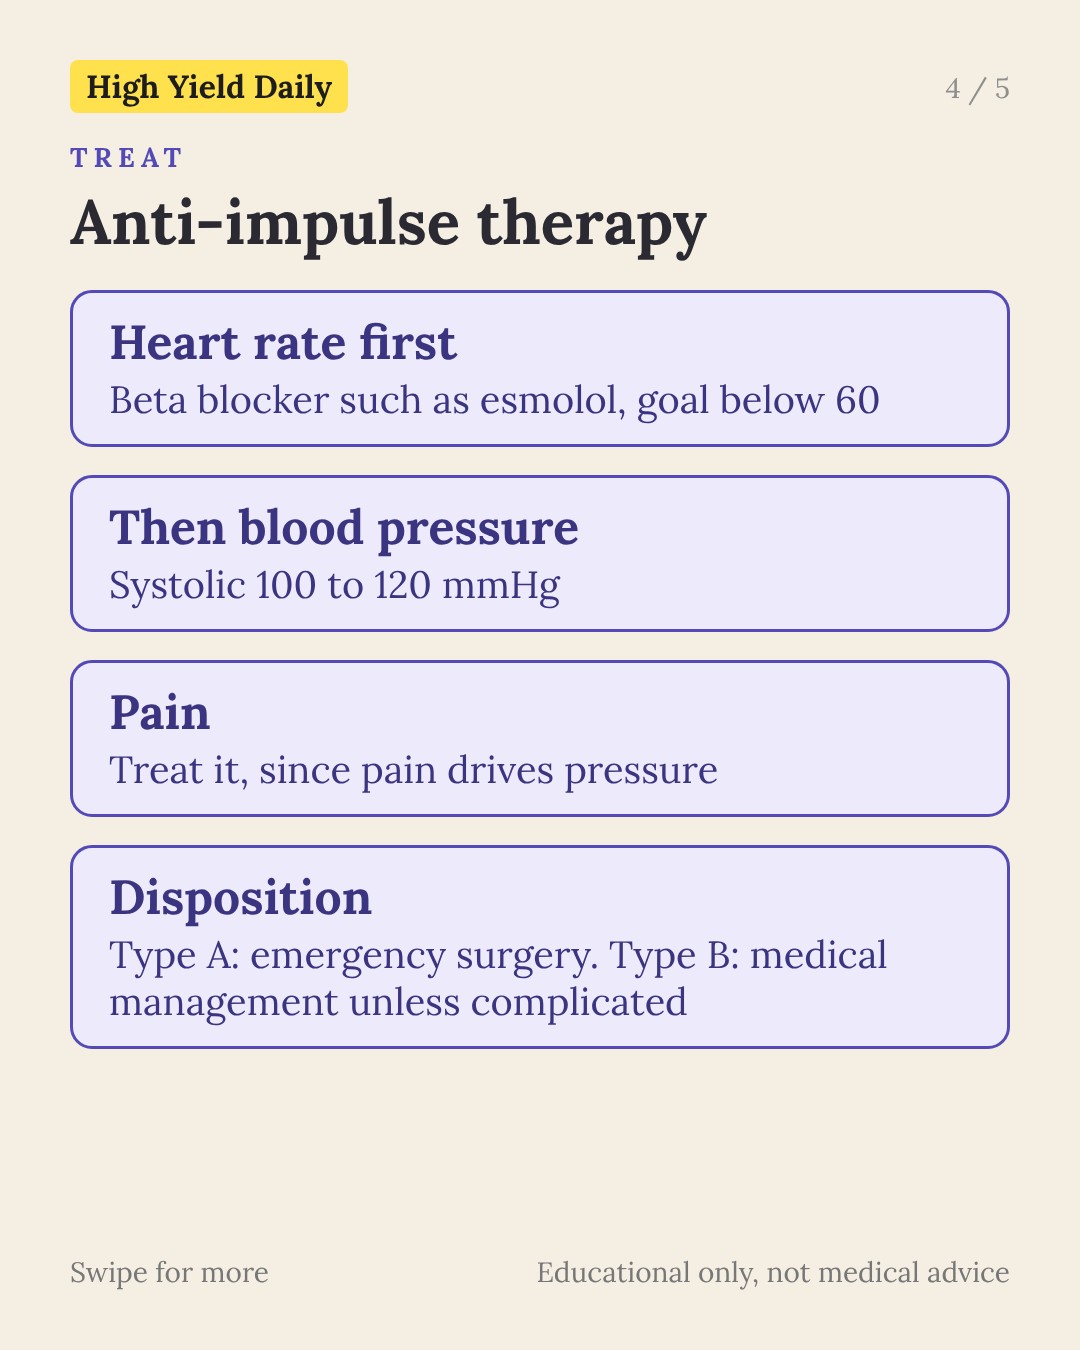 High Yield Daily
4 / 5
TREAT
Anti-impulse therapy
Heart rate first
Beta blocker such as esmolol, goal below 60
Then blood pressure
Systolic 100 to 120 mmHg
Pain
Treat it, since pain drives pressure
Disposition
Type A: emergency surgery. Type B: medical
management unless complicated
Swipe for more
Educational only, not medical advice